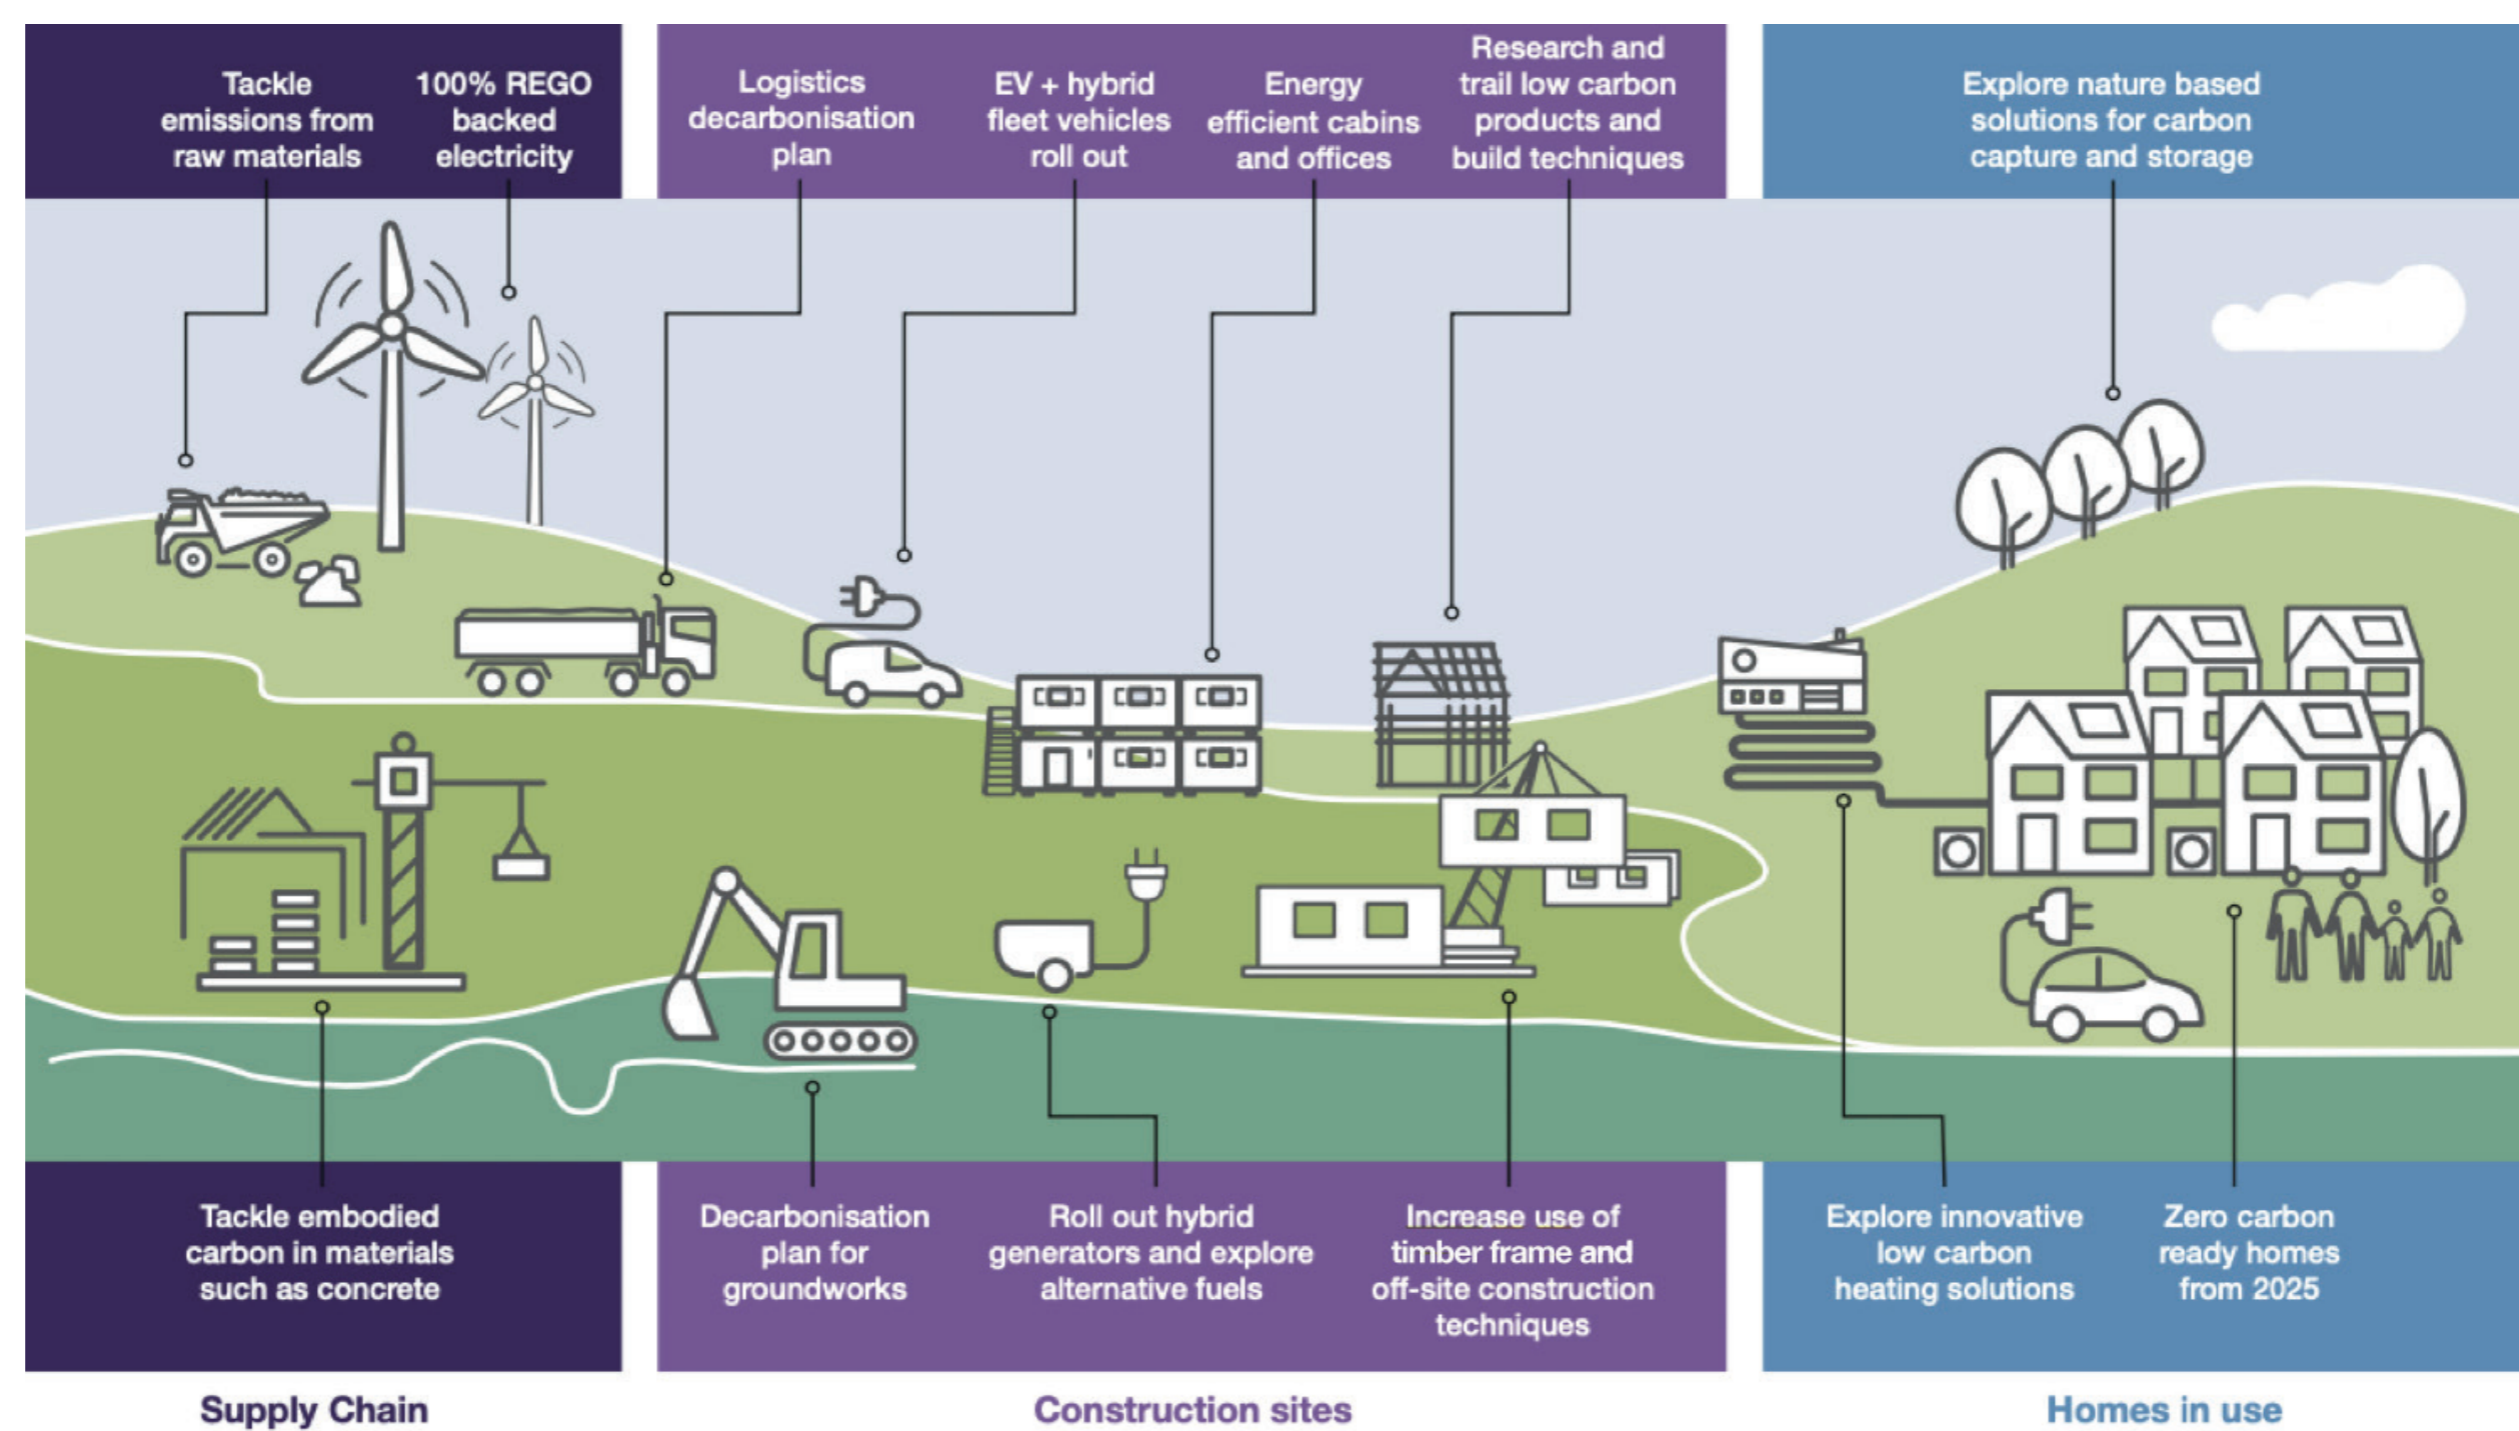 Tackle
emissions from
raw materials
100% REGO
backed
electricity
Logistics
decarbonisation
plan
EV + hybrid
fleet vehicles
roll out
Energy
efficient cabins
and offices
Research and
trail low carbon
products and
build techniques
Explore nature based
solutions for carbon
capture and storage
Tackle embodied
carbon in materials
such as concrete
Decarbonisation
plan for
groundworks
Roll out hybrid
generators and explore
alternative fuels
Increase use of
timber frame and
off-site construction
techniques
Explore innovative
low carbon
heating solutions
Zero carbon
ready homes
from 2025
Supply Chain
Construction sites
Homes in use